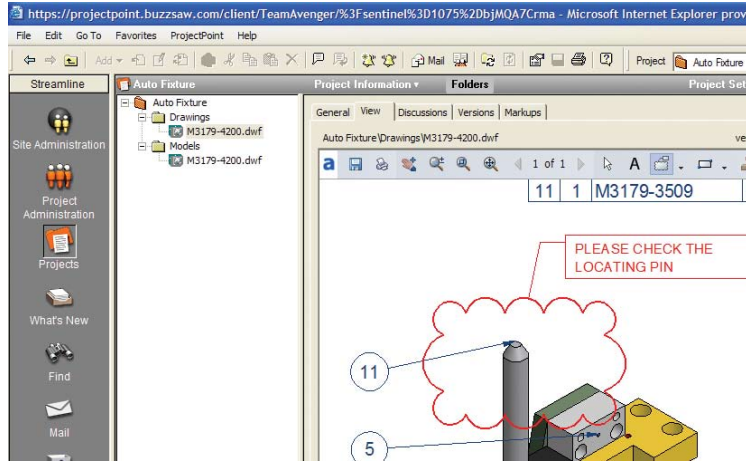 https://projectpoint.buzzsaw.com/client/TeamAvenger/%3Fsentinel%3D1075%2DbjMQA7Crma - Microsoft Internet Explorer prov
File Edit Go To Favorites ProjectPoint Help
Add Mail Project Auto Fixture
Streamline Auto Fixture Project Information Folders Project Set
Auto Fixture
Drawings
M3179-4200.dwf
Models
M3179-4200.dwf
Site Administration
Project
Administration
Projects
What's New
Find
Mail
General View Discussions Versions Markups
Auto Fixture\Drawings\M3179-4200.dwf ve
a 1 of 1 A
11 1 M3179-3509
PLEASE CHECK THE
LOCATING PIN
11
5